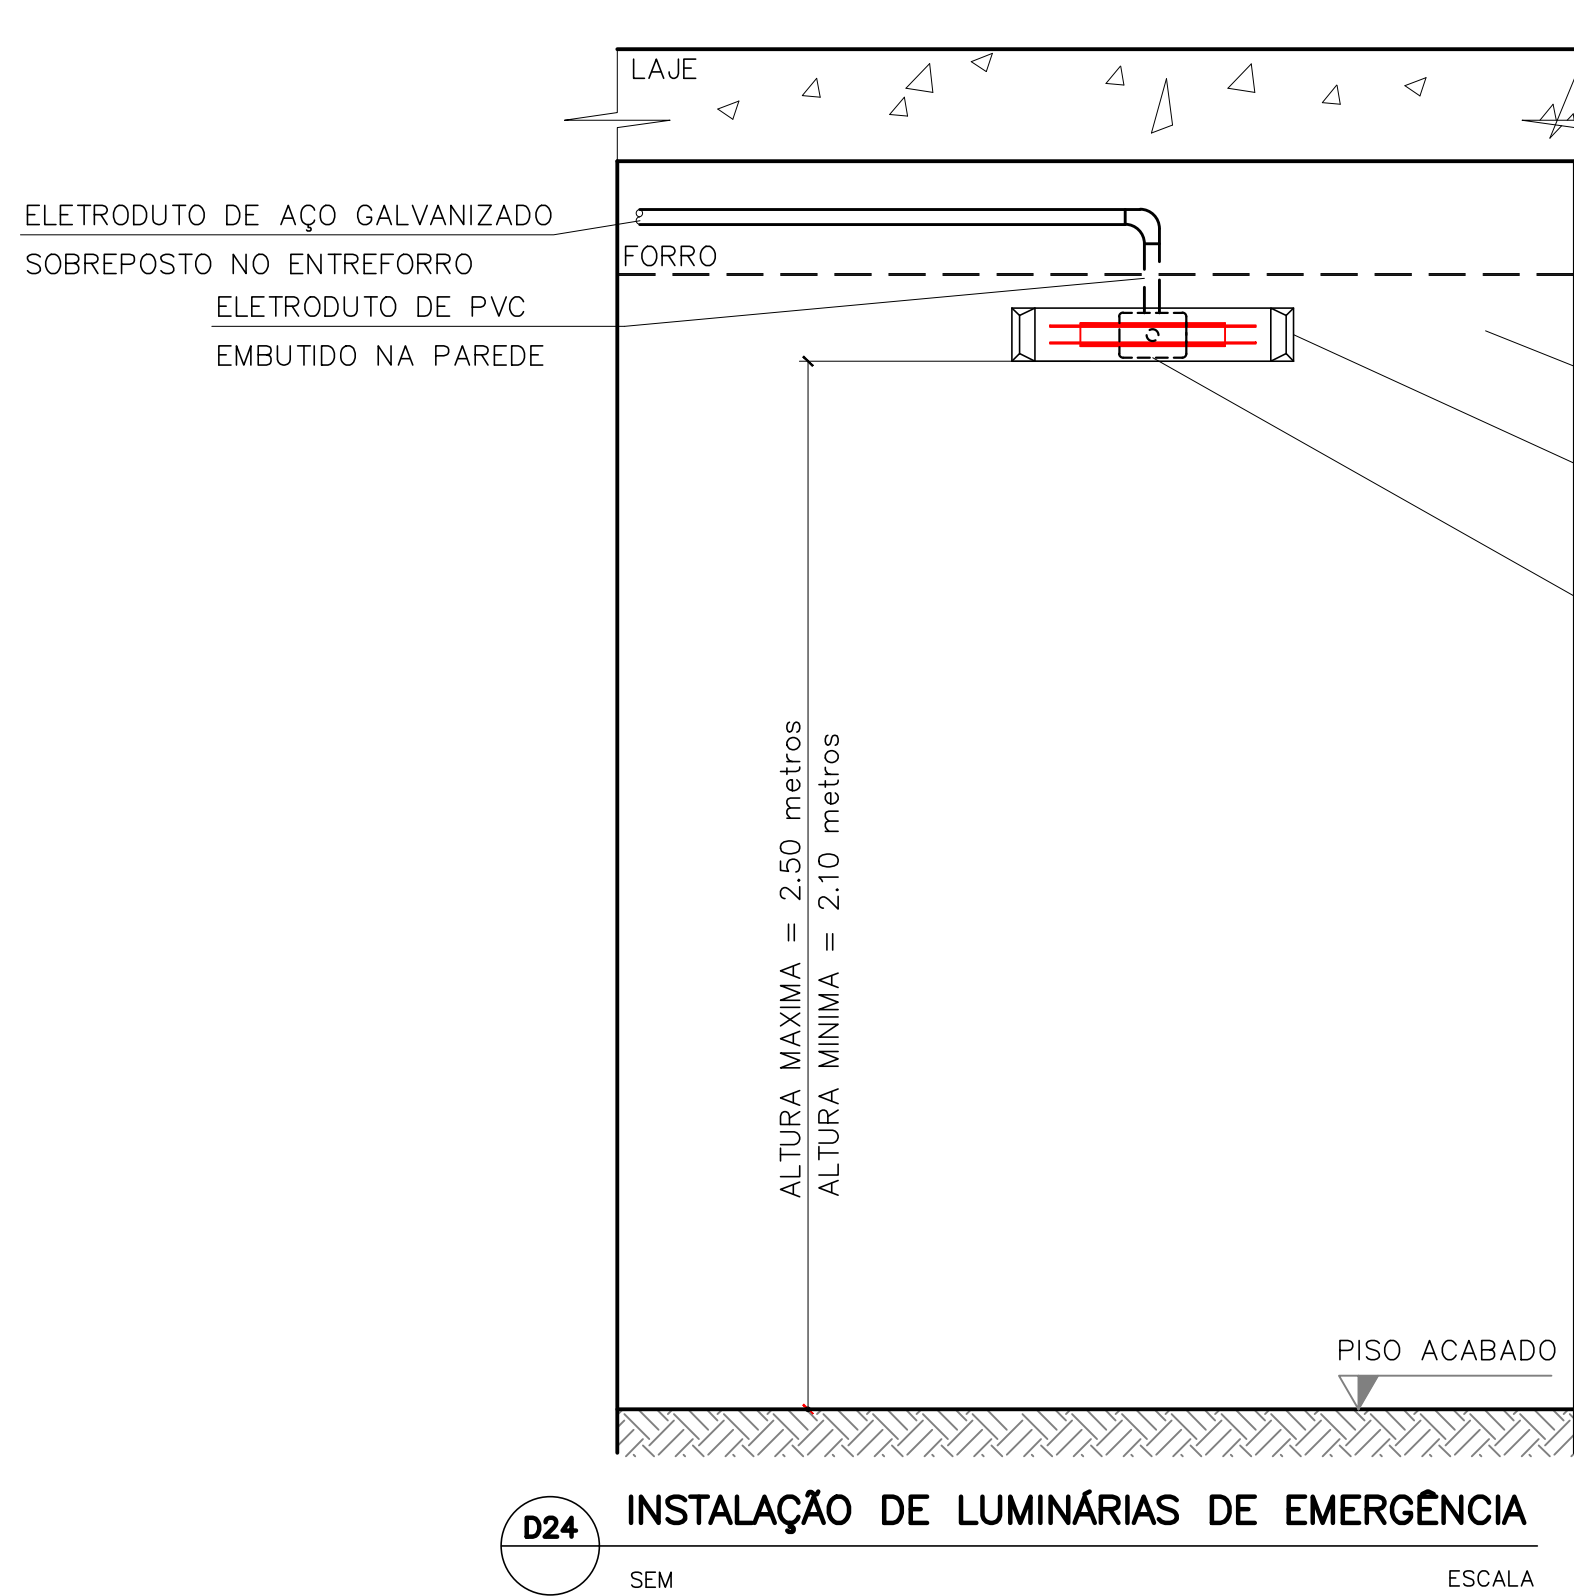 LAJE
ELETRODUTO DE AÇO GALVANIZADO
SOBREPOSTO NO ENTREFORRO
FORRO
ELETRODUTO DE PVC
EMBUTIDO NA PAREDE
ALTURA MAXIMA = 2.50 metros
ALTURA MINIMA = 2.10 metros
PISO ACABADO
D24
INSTALAÇÃO DE LUMINÁRIAS DE EMERGÊNCIA
SEM
ESCALA